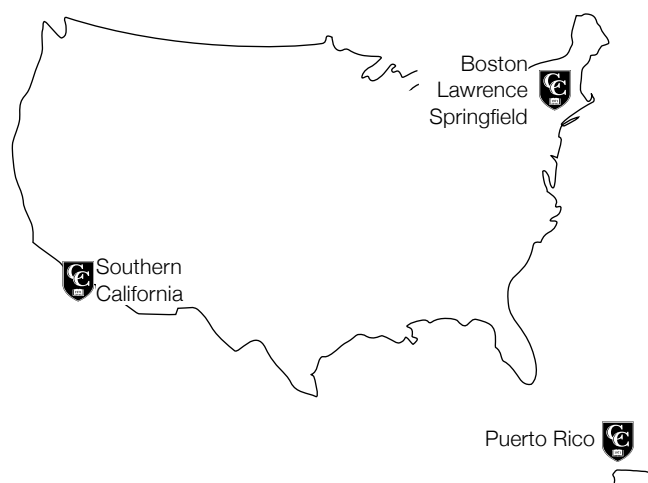 Boston
Lawrence
Springfield
Southern
California
Puerto Rico